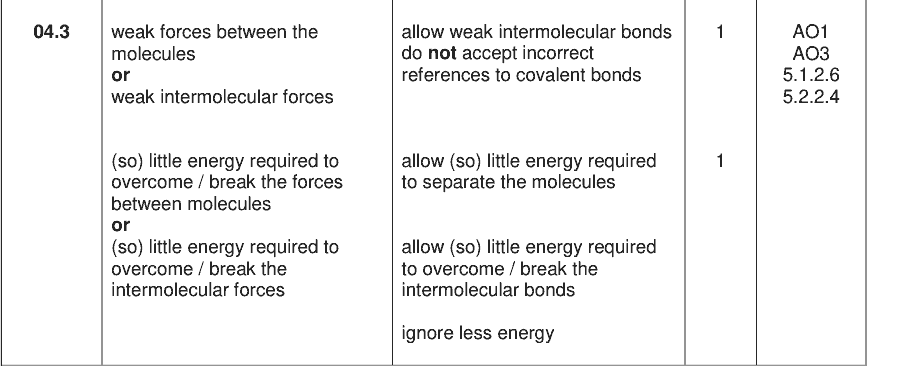 04.3
weak forces between the
molecules
or
weak intermolecular forces
allow weak intermolecular bonds
do not accept incorrect
references to covalent bonds
1
AO1
AO3
5.1.2.6
5.2.2.4
(so) little energy required to
overcome / break the forces
between molecules
or
(so) little energy required to
overcome / break the
intermolecular forces
allow (so) little energy required
to separate the molecules
allow (so) little energy required
to overcome / break the
intermolecular bonds
ignore less energy
1